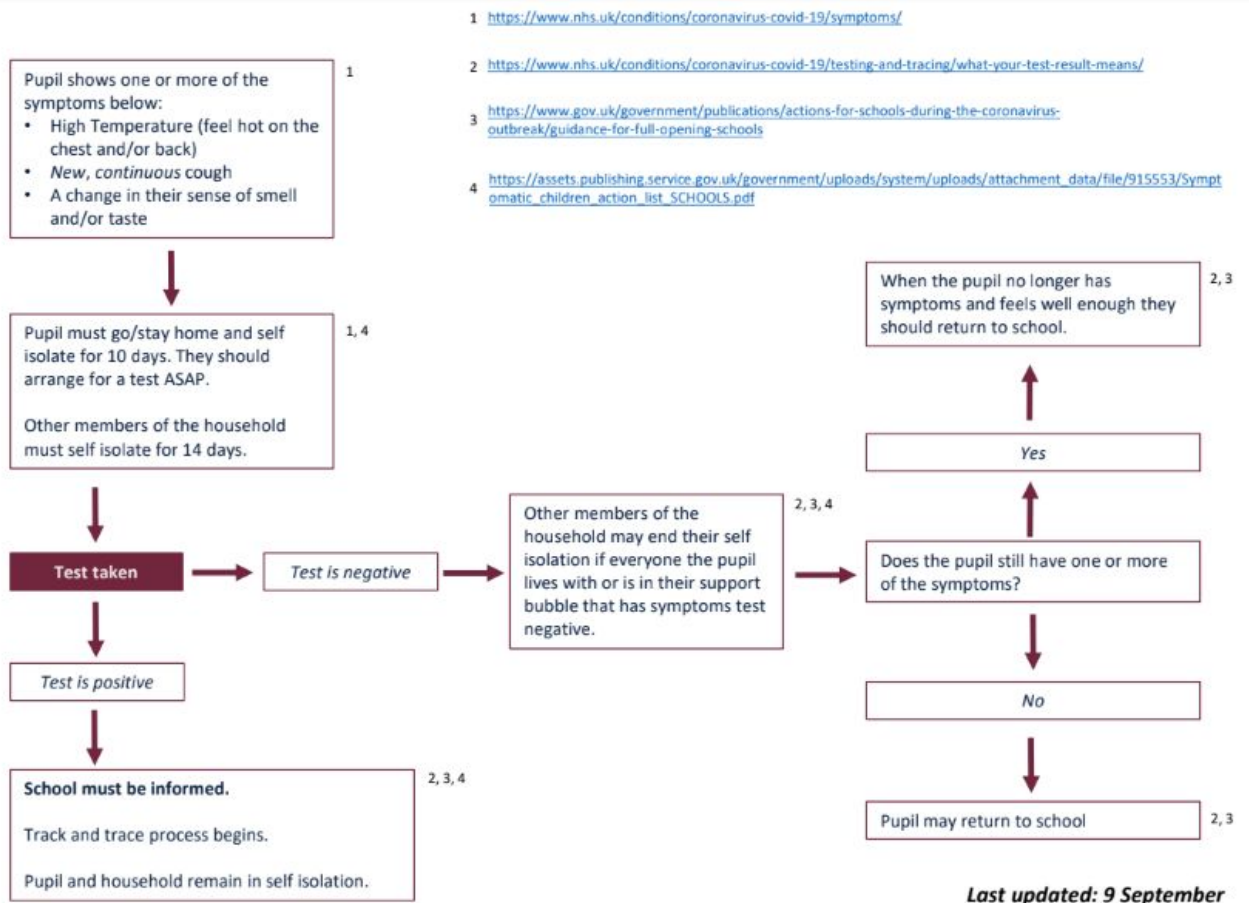 1 https://www.nhs.uk/conditions/coronavirus-covid-19/symptoms/
2 https://www.nhs.uk/conditions/coronavirus-covid-19/testing-and-tracing/what-your-test-result-means/
3 https://www.gov.uk/government/publications/actions-for-schools-during-the-coronavirus-
outbreak/guidance-for-full-opening-schools
4 https://assets.publishing.service.gov.uk/government/uploads/system/uploads/attachment_data/file/915553/Sympt
omatic_children_action_list_SCHOOLS.pdf
Pupil shows one or more of the
symptoms below:
• High Temperature (feel hot on the
chest and/or back)
• New, continuous cough
• A change in their sense of smell
and/or taste
1
Pupil must go/stay home and self
isolate for 10 days. They should
arrange for a test ASAP.
Other members of the household
must self isolate for 14 days.
1, 4
Test taken
Test is negative
Other members of the
household may end their self
isolation if everyone the pupil
lives with or is in their support
bubble that has symptoms test
negative.
2, 3, 4
Does the pupil still have one or more
of the symptoms?
Yes
When the pupil no longer has
symptoms and feels well enough they
should return to school.
2, 3
No
Pupil may return to school
2, 3
Test is positive
School must be informed.
Track and trace process begins.
Pupil and household remain in self isolation.
2, 3, 4
Last updated: 9 September